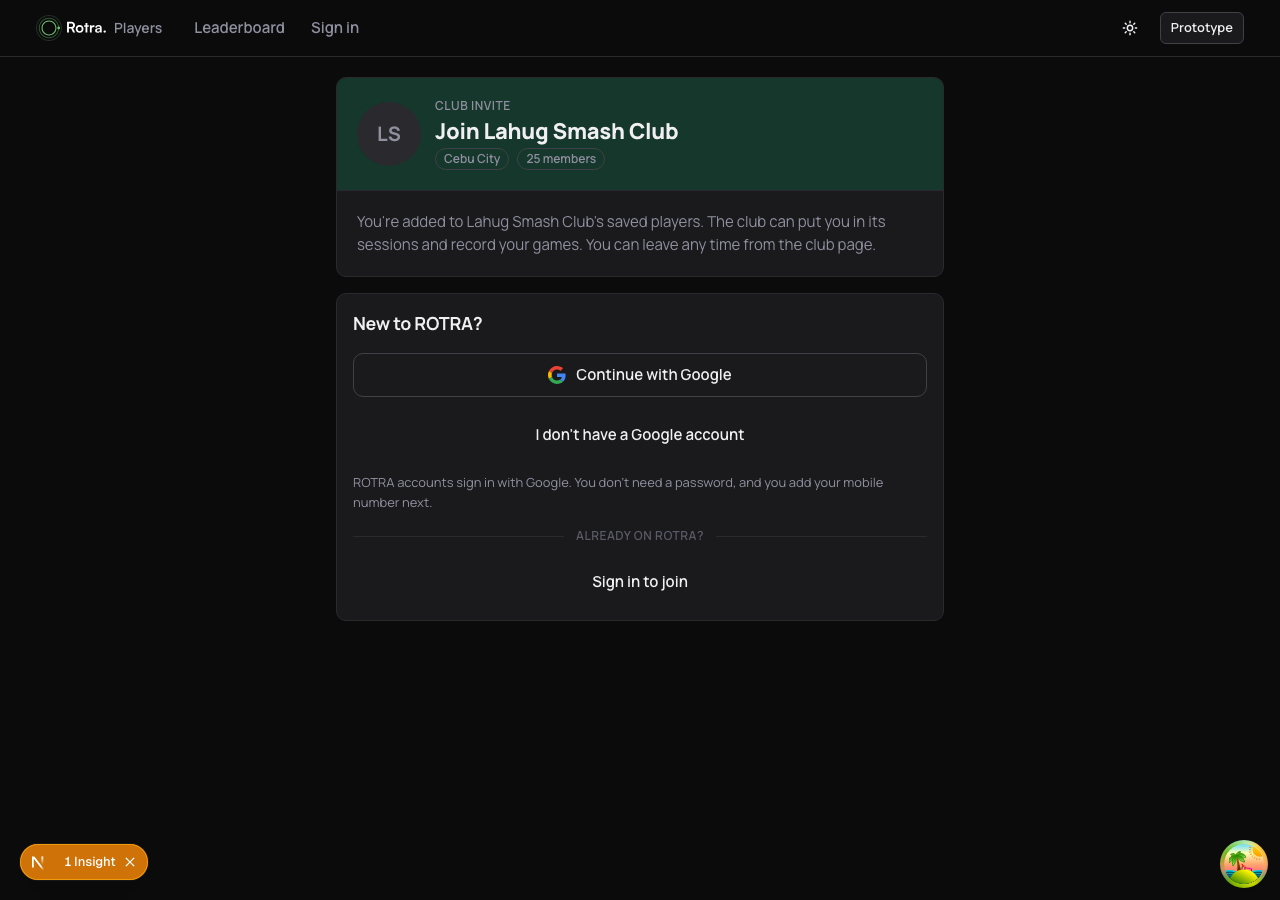 Rotra. Players Leaderboard Sign in Prototype
LS
CLUB INVITE
Join Lahug Smash Club
Cebu City 25 members
You're added to Lahug Smash Club's saved players. The club can put you in its
sessions and record your games. You can leave any time from the club page.
New to ROTRA?
Continue with Google
I don't have a Google account
ROTRA accounts sign in with Google. You don't need a password, and you add your mobile
number next.
ALREADY ON ROTRA?
Sign in to join
1 Insight